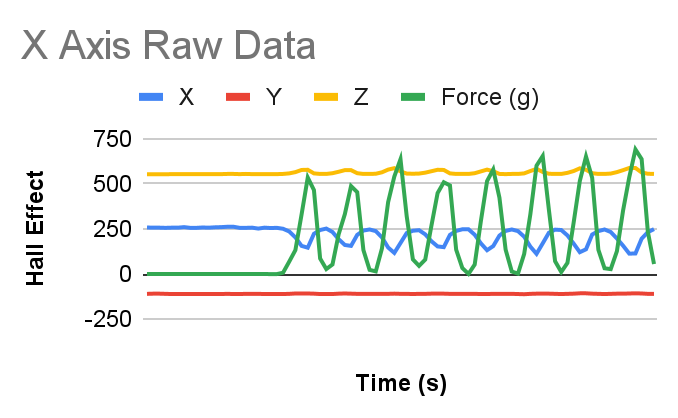 X Axis Raw Data
X Y Z Force (g)
750
500
250
0
-250
Hall Effect
Time (s)